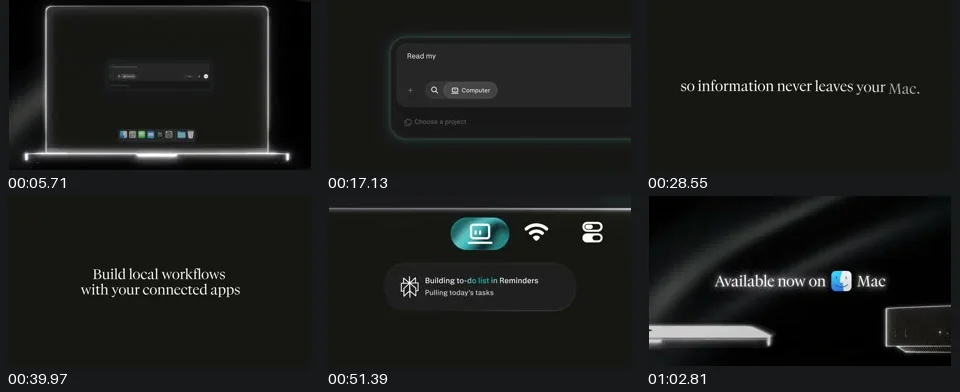 00:05.71
Read my
Computer
Choose a project
00:17.13
so information never leaves your Mac.
00:28.55
Build local workflows
with your connected apps
00:39.97
Building to-do list in Reminders
Pulling today's tasks
00:51.39
Available now on Mac
01:02.81